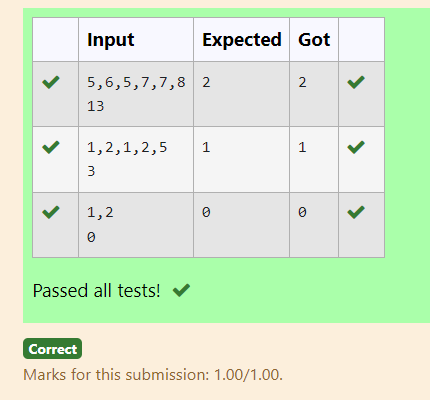 Input Expected Got
5,6,5,7,7,8 2 2
13
1,2,1,2,5 1 1
3
1,2 0 0
0
Passed all tests!
Correct
Marks for this submission: 1.00/1.00.